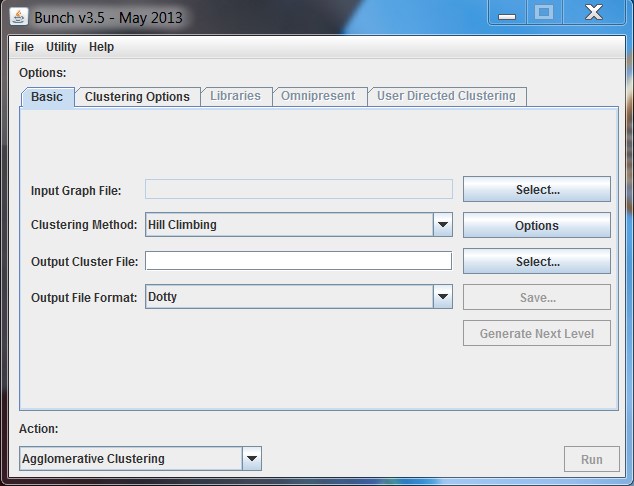 Bunch v3.5 - May 2013
File Utility Help
Options:
Basic Clustering Options Libraries Omnipresent User Directed Clustering
Input Graph File: Select...
Clustering Method: Hill Climbing Options
Output Cluster File: Select...
Output File Format: Dotty Save...
Generate Next Level
Action:
Agglomerative Clustering Run